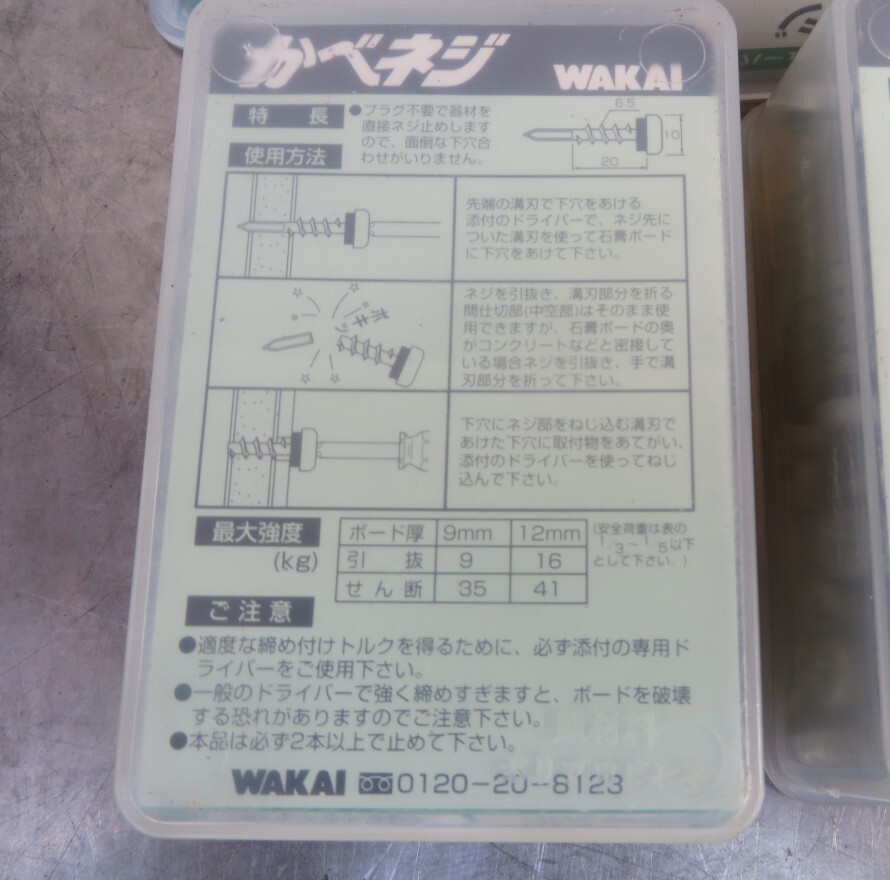 かべネジ
WAKAI
特長
●プラグ不要で器材を
直接ネジ止めします
ので、面倒な下穴合
わせがいりません。
6.5
10
20
使用方法
先端の溝刃で下穴をあける
添付のドライバーで、ネジ先に
ついた溝刃を使って石膏ボード
に下穴をあけて下さい。
ポキッ
ネジを引抜き、溝刃部分を折る
間仕切部(中空部)はそのまま使
用できますが、石膏ボードの奥
がコンクリートなどと密接して
いる場合ネジを引抜き、手で溝
刃部分を折って下さい。
下穴にネジ部をねじ込む溝刃で
あけた下穴に取付物をあてがい、
添付のドライバーを使ってねじ
込んで下さい。
最大強度
(kg)
ボード厚 9mm 12mm
引抜 9 16
せん断 35 41
(安全荷重は表の
1/3~1/5以下
として下さい。)
ご注意
●適度な締め付けトルクを得るために、必ず添付の専用ド
ライバーをご使用下さい。
●一般のドライバーで強く締めすぎますと、ボードを破壊
する恐れがありますのでご注意下さい。
●本品は必ず2本以上で止めて下さい。
WAKAI 0120-20-8123